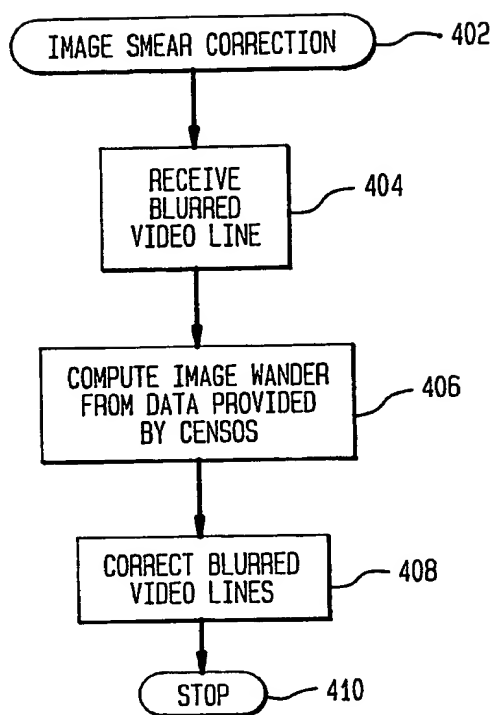 IMAGE SMEAR CORRECTION
402
RECEIVE
BLURRED
VIDEO LINE
404
COMPUTE IMAGE WANDER
FROM DATA PROVIDED
BY CENSOS
406
CORRECT BLURRED
VIDEO LINES
408
STOP
410